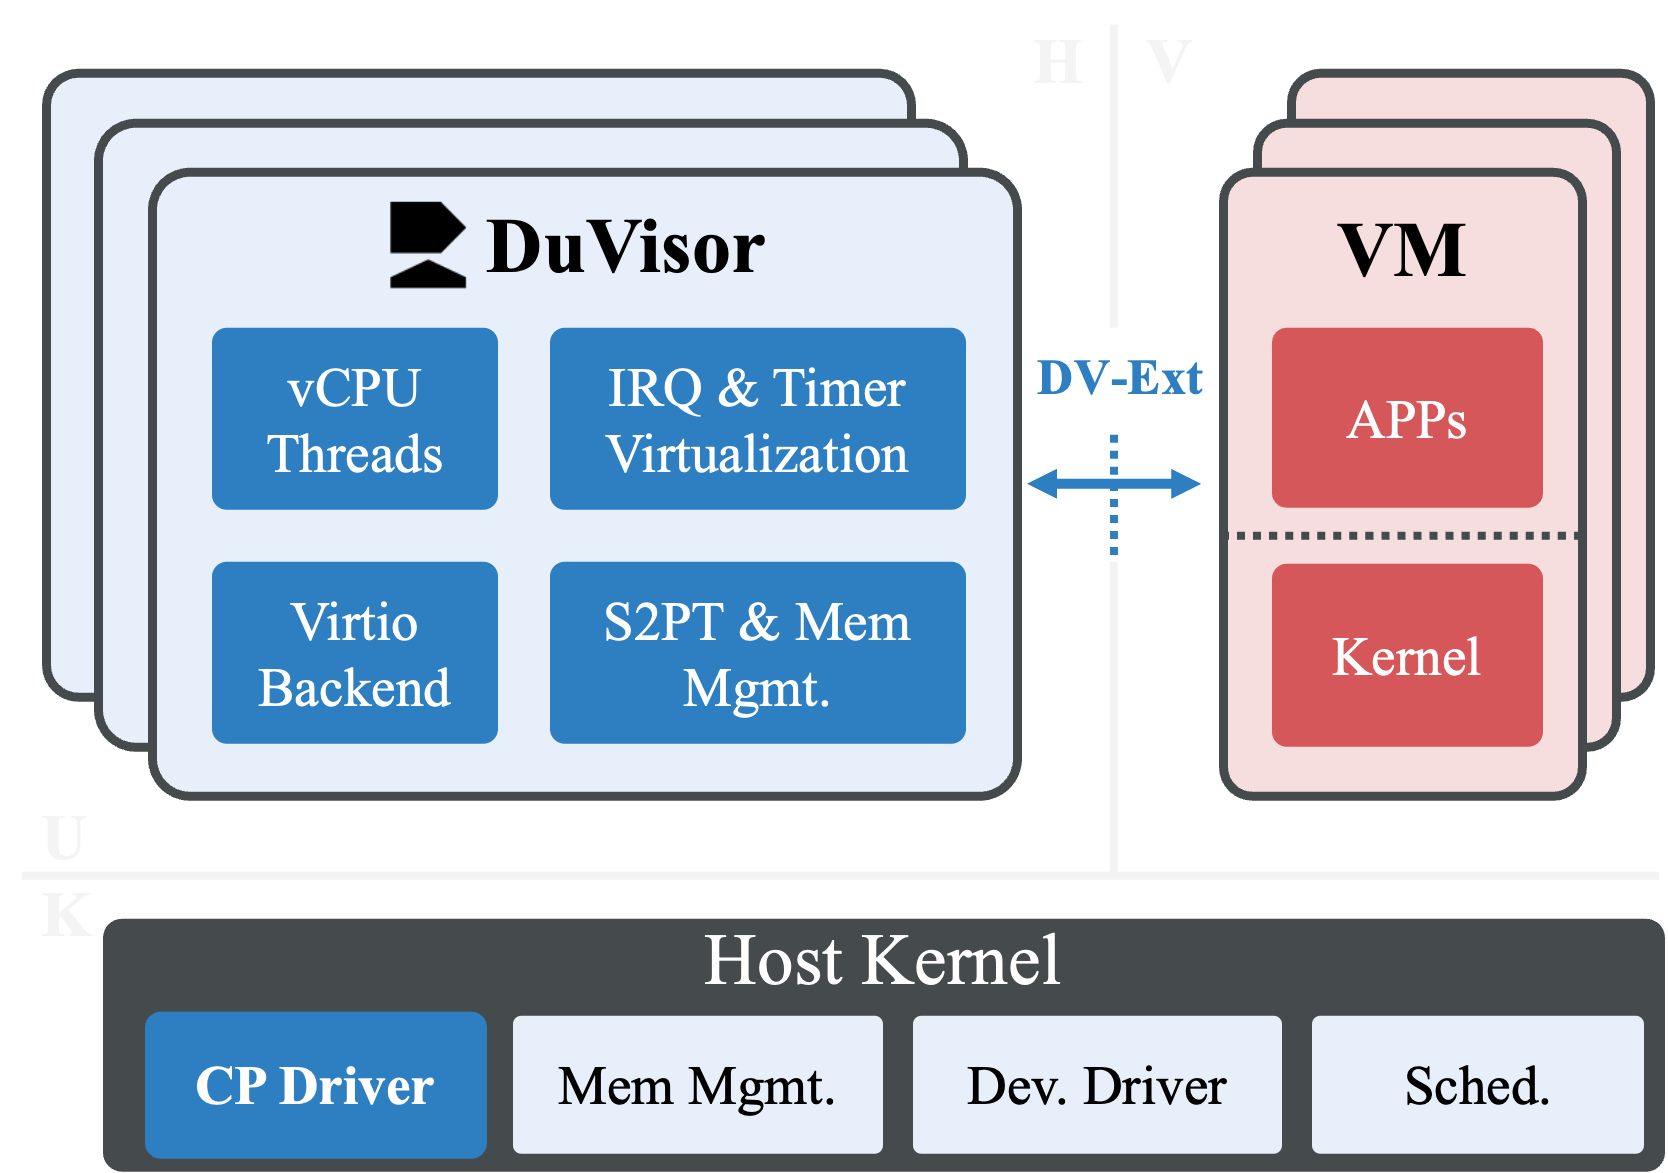 H
V
DuVisor
VM
vCPU
Threads
IRQ & Timer
Virtualization
DV-Ext
APPs
Virtio
Backend
S2PT & Mem
Mgmt.
Kernel
U
K
Host Kernel
CP Driver
Mem Mgmt.
Dev. Driver
Sched.